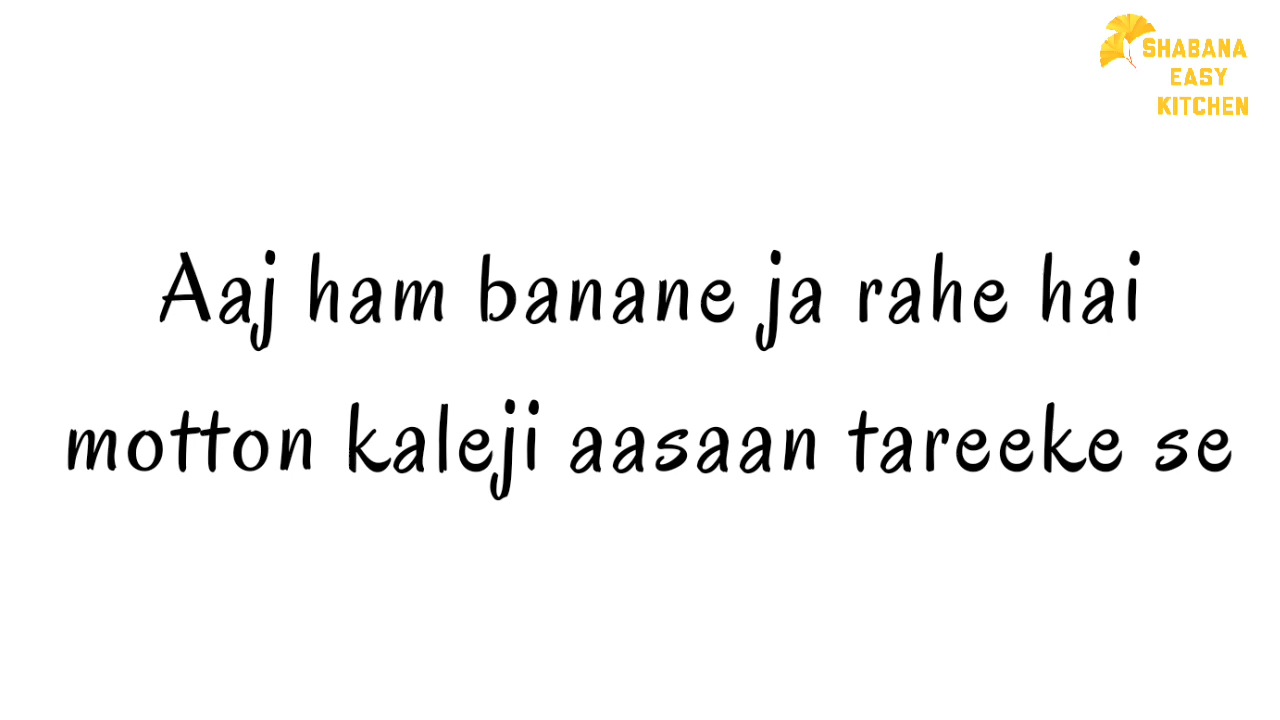 SHABANA
EASY
KITCHEN
Aaj ham banane ja rahe hai
motton kaleji aasaan tareeke se